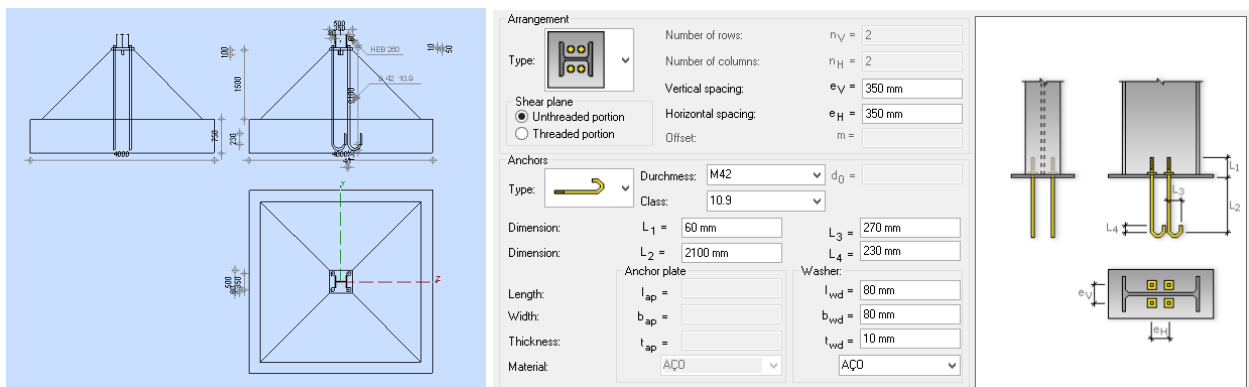 500
350
HEB 260
10
50
100
1500
D 42 10.9
2100
230
750
4000
4000
Y
Z
500
350
Arrangement
Type:
Number of rows:
nV = 2
Number of columns:
nH = 2
Vertical spacing:
eV = 350 mm
Shear plane
Unthreaded portion
Threaded portion
Horizontal spacing:
eH = 350 mm
Offset:
m =
Anchors
Type:
Durchmess: M42
d0 =
Class: 10.9
Dimension: L1 = 60 mm L3 = 270 mm
Dimension: L2 = 2100 mm L4 = 230 mm
Anchor plate Washer:
Length: lap = lwd = 80 mm
Width: bap = bwd = 80 mm
Thickness: tap = twd = 10 mm
Material: AÇO AÇO
L1
L3
L2
L4
eV
eH